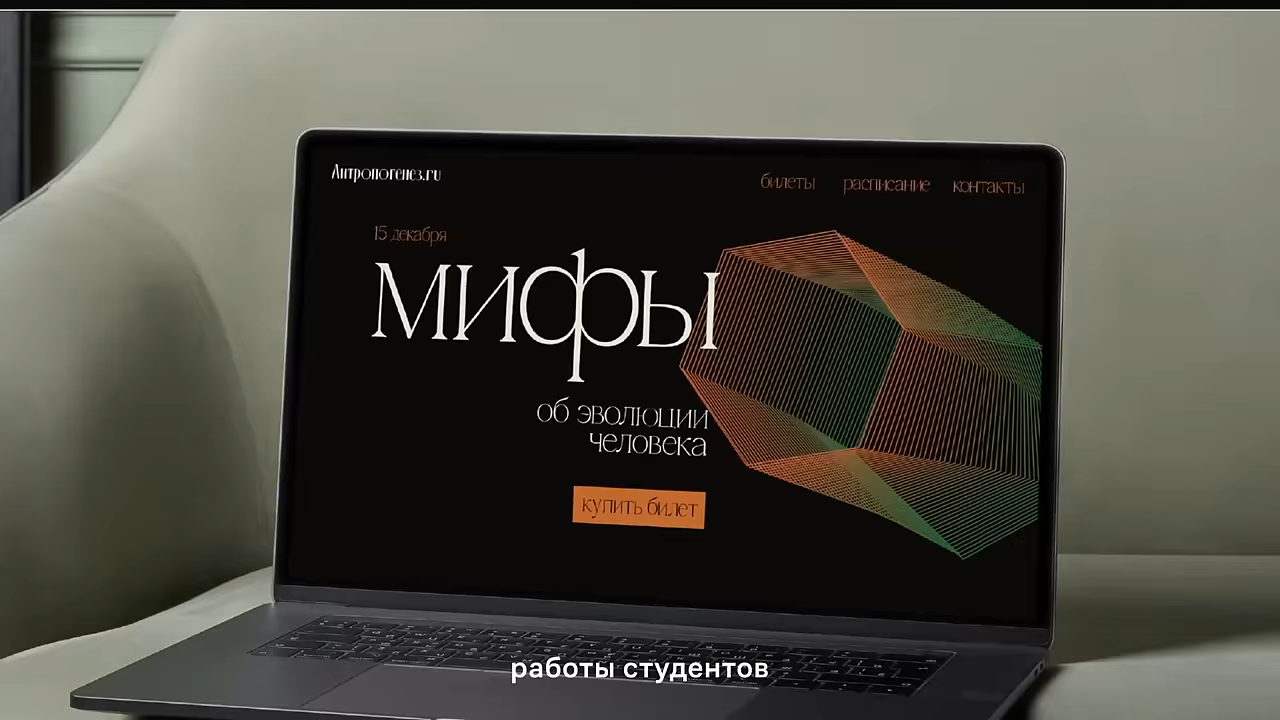 Антропогенез.ru
билеты расписание контакты
15 декабря
мифы
об эволюции
человека
купить билет
работы студентов